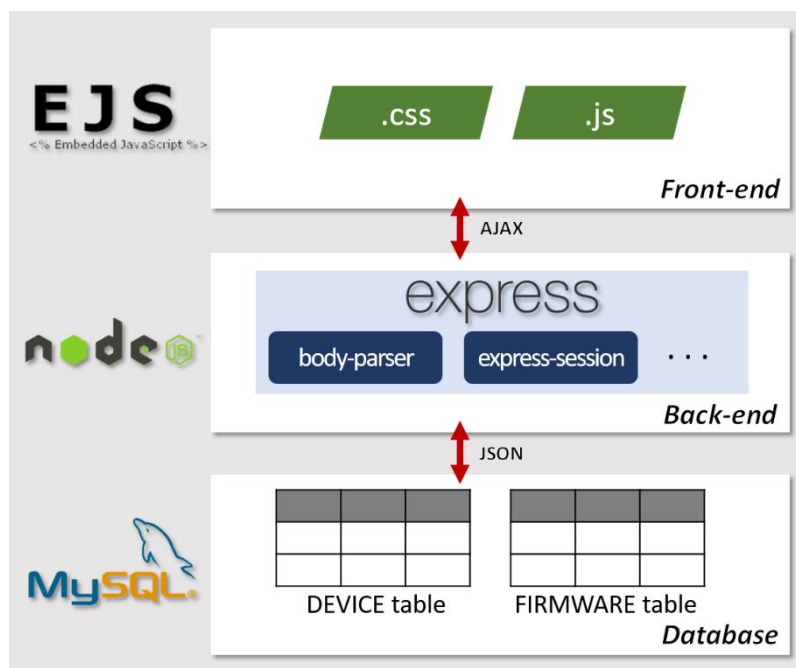 EJS
<% Embedded JavaScript %>
.css
.js
Front-end
AJAX
express
node
JS
™
body-parser
express-session
. . .
Back-end
JSON
MySQL®
DEVICE table
FIRMWARE table
Database